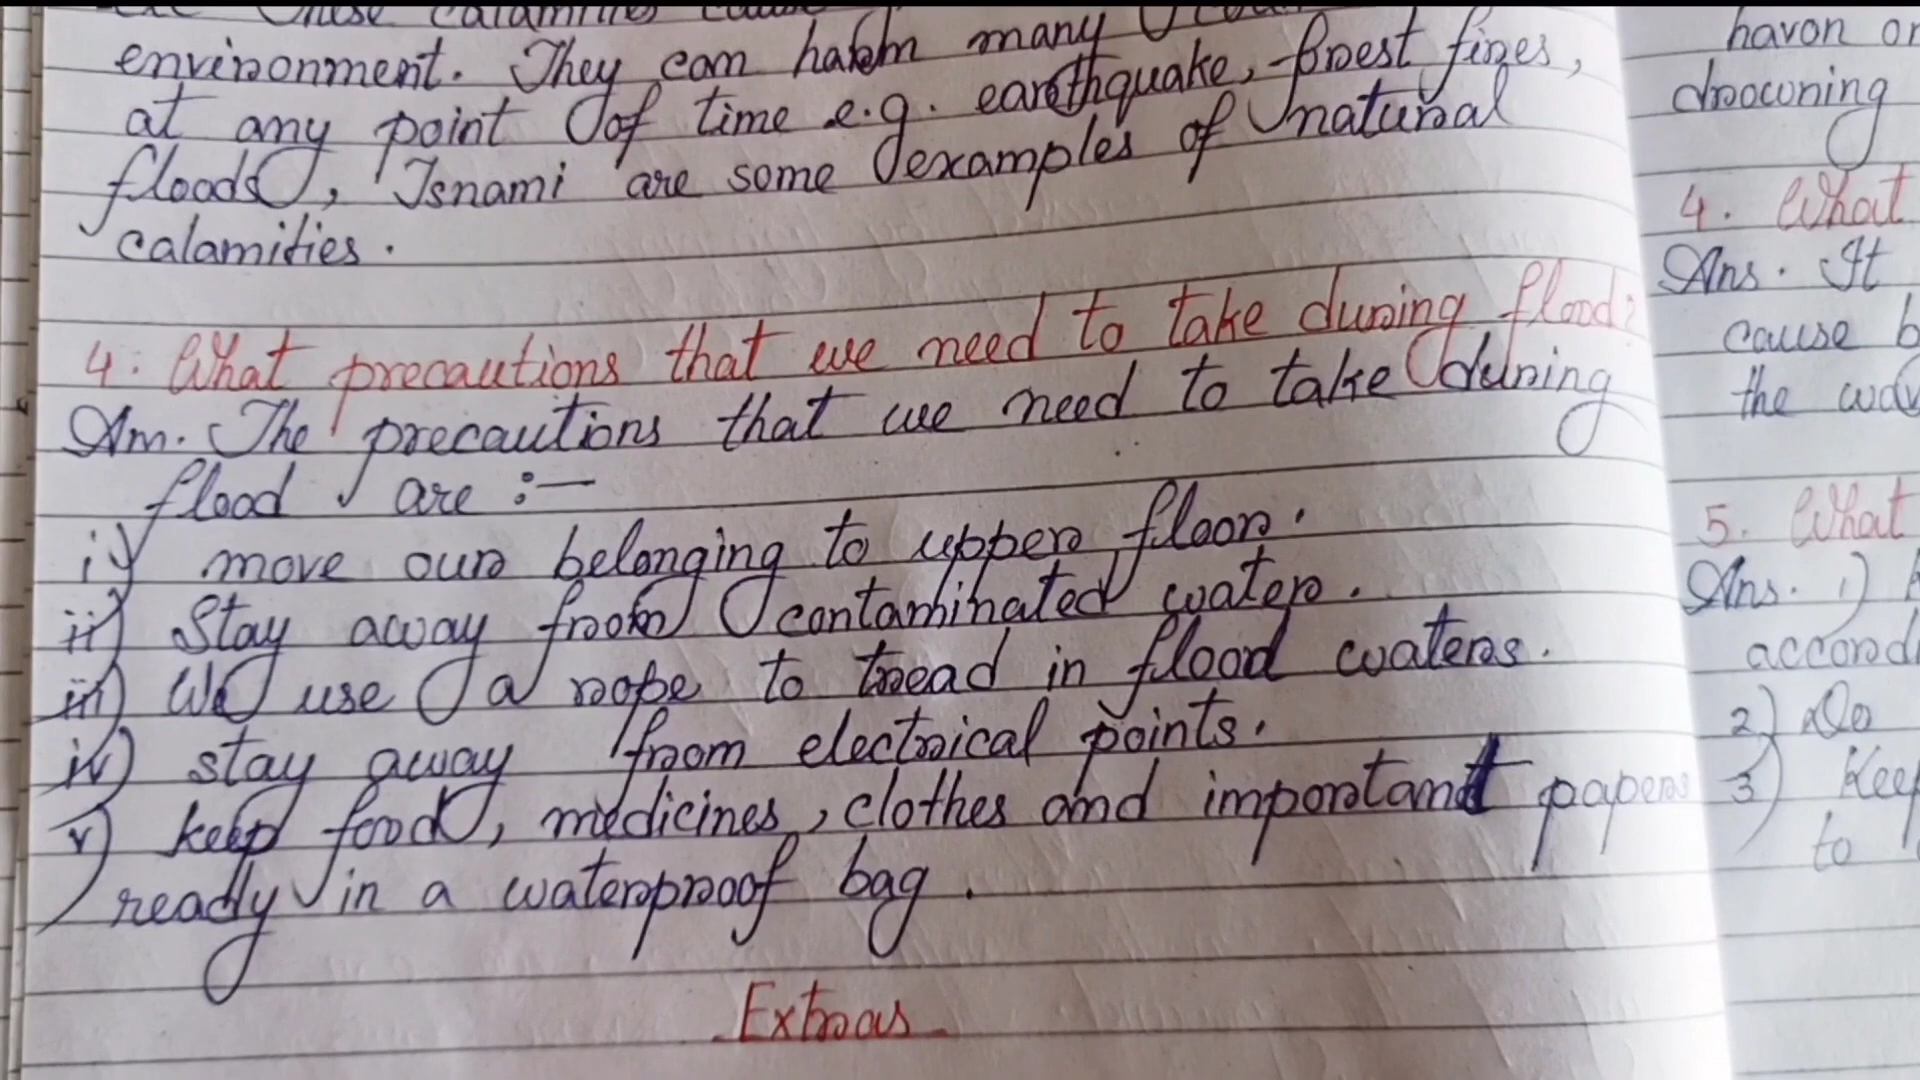 These calamities cause
environment. They can harm many
at any point of time e.g. earthquake, forest fires,
floods, Tsnami are some examples of natural
calamities.
4. What precautions that we need to take during flood?
Ans. The precautions that we need to take during
flood are :-
i) move our belonging to upper floor.
ii) Stay away from contaminated water.
iii) We use a rope to tread in flood waters.
iv) stay away from electrical points.
v) keep food, medicines, clothes and important papers
ready in a waterproof bag.
Extras
drowning
4. What
Ans. It
cause b
the wav
5. What
Ans. 1)
accord
2) Do
3) Keep
to